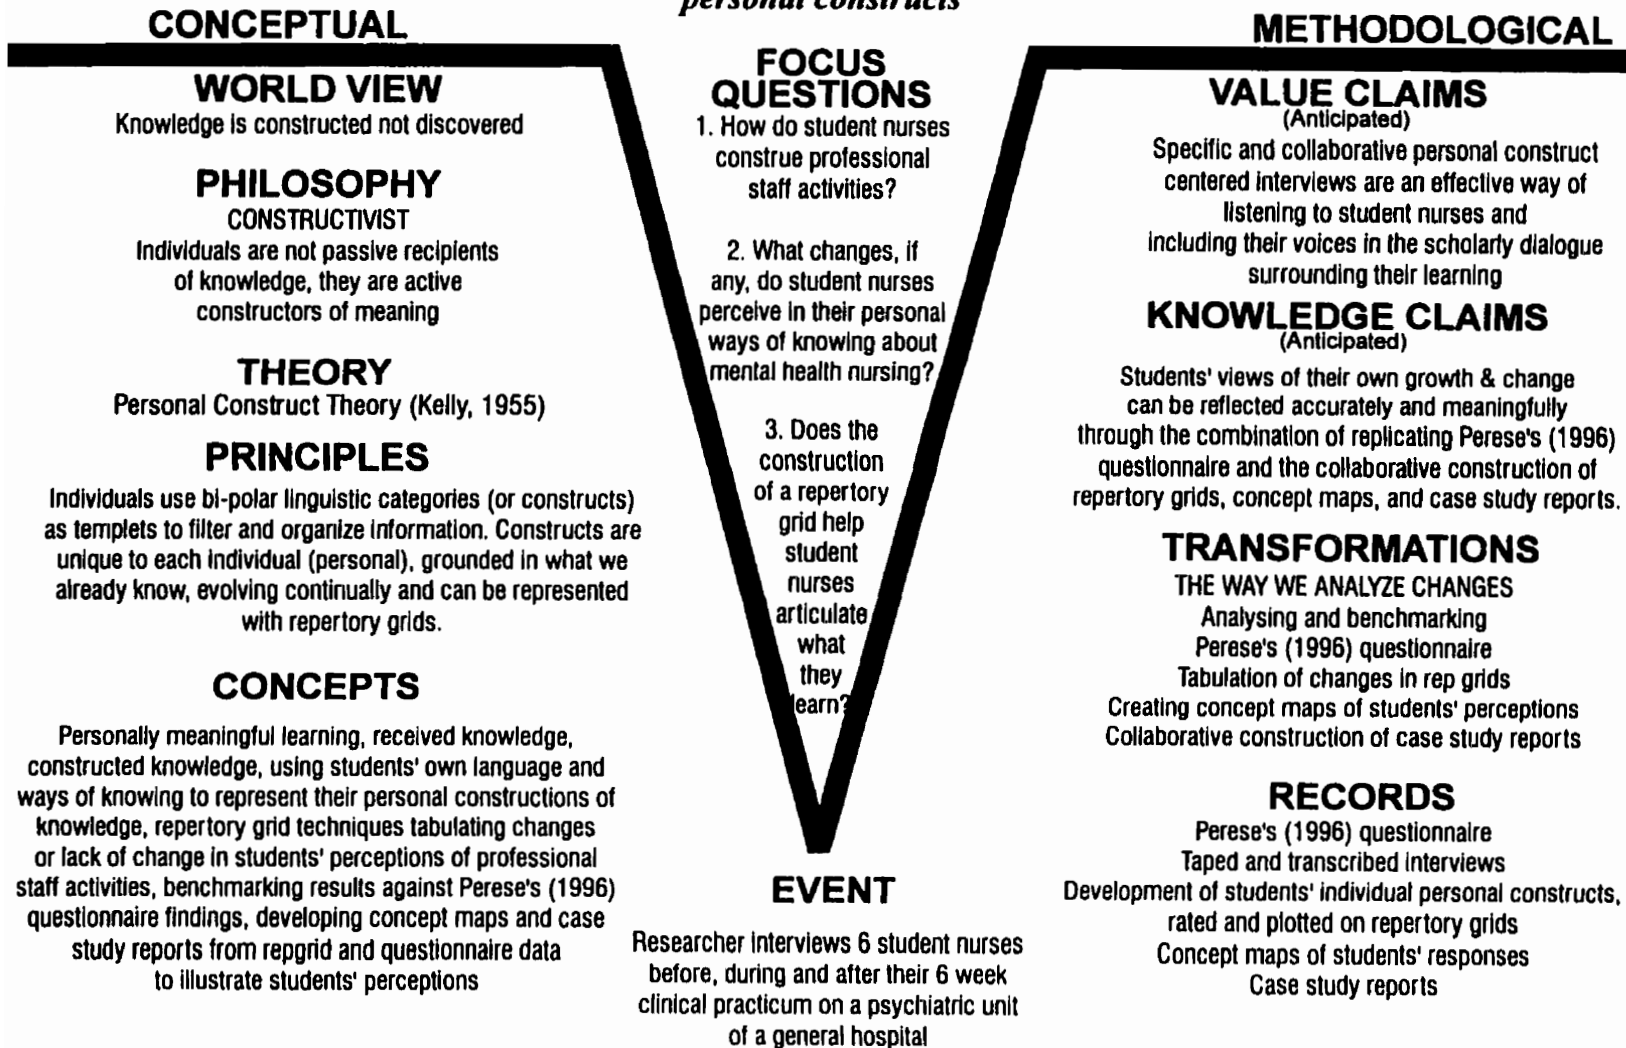 personal constructs
CONCEPTUAL
WORLD VIEW
Knowledge is constructed not discovered
PHILOSOPHY
CONSTRUCTIVIST
Individuals are not passive recipients
of knowledge, they are active
constructors of meaning
THEORY
Personal Construct Theory (Kelly, 1955)
PRINCIPLES
Individuals use bi-polar linguistic categories (or constructs)
as templets to filter and organize information. Constructs are
unique to each individual (personal), grounded in what we
already know, evolving continually and can be represented
with repertory grids.
CONCEPTS
Personally meaningful learning, received knowledge,
constructed knowledge, using students' own language and
ways of knowing to represent their personal constructions of
knowledge, repertory grid techniques tabulating changes
or lack of change in students' perceptions of professional
staff activities, benchmarking results against Perese's (1996)
questionnaire findings, developing concept maps and case
study reports from repgrid and questionnaire data
to illustrate students' perceptions
FOCUS
QUESTIONS
1. How do student nurses
construe professional
staff activities?
2. What changes, if
any, do student nurses
perceive in their personal
ways of knowing about
mental health nursing?
3. Does the
construction
of a repertory
grid help
student
nurses
articulate
what
they
learn?
EVENT
Researcher interviews 6 student nurses
before, during and after their 6 week
clinical practicum on a psychiatric unit
of a general hospital
METHODOLOGICAL
VALUE CLAIMS
(Anticipated)
Specific and collaborative personal construct
centered interviews are an effective way of
listening to student nurses and
including their voices in the scholarly dialogue
surrounding their learning
KNOWLEDGE CLAIMS
(Anticipated)
Students' views of their own growth & change
can be reflected accurately and meaningfully
through the combination of replicating Perese's (1996)
questionnaire and the collaborative construction of
repertory grids, concept maps, and case study reports.
TRANSFORMATIONS
THE WAY WE ANALYZE CHANGES
Analysing and benchmarking
Perese's (1996) questionnaire
Tabulation of changes in rep grids
Creating concept maps of students' perceptions
Collaborative construction of case study reports
RECORDS
Perese's (1996) questionnaire
Taped and transcribed interviews
Development of students' individual personal constructs,
rated and plotted on repertory grids
Concept maps of students' responses
Case study reports